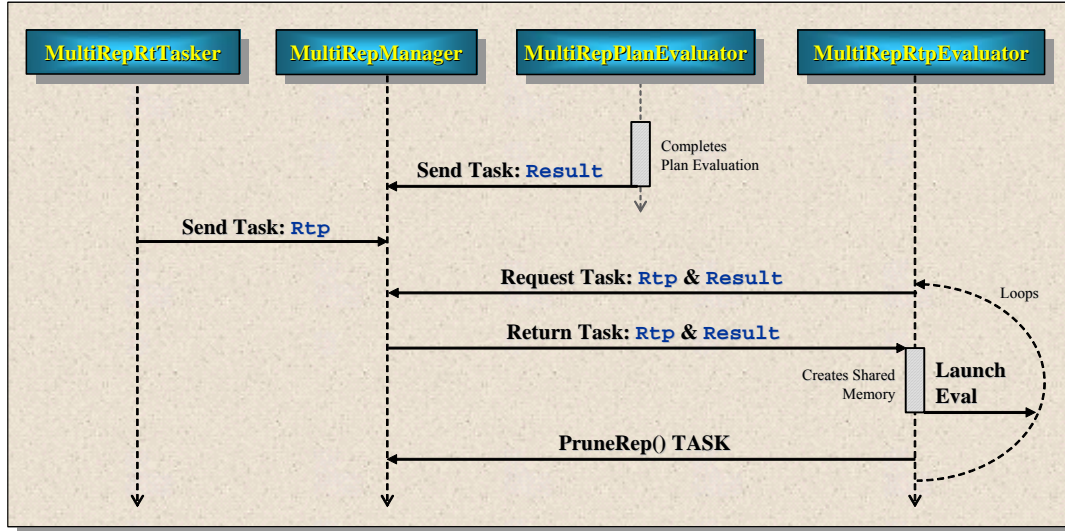 MultiRepRtTasker
MultiRepManager
MultiRepPlanEvaluator
MultiRepRtpEvaluator
Completes
Plan Evaluation
Send Task: Result
Send Task: Rtp
Request Task: Rtp & Result
Loops
Return Task: Rtp & Result
Creates Shared
Memory
Launch
Eval
PruneRep() TASK